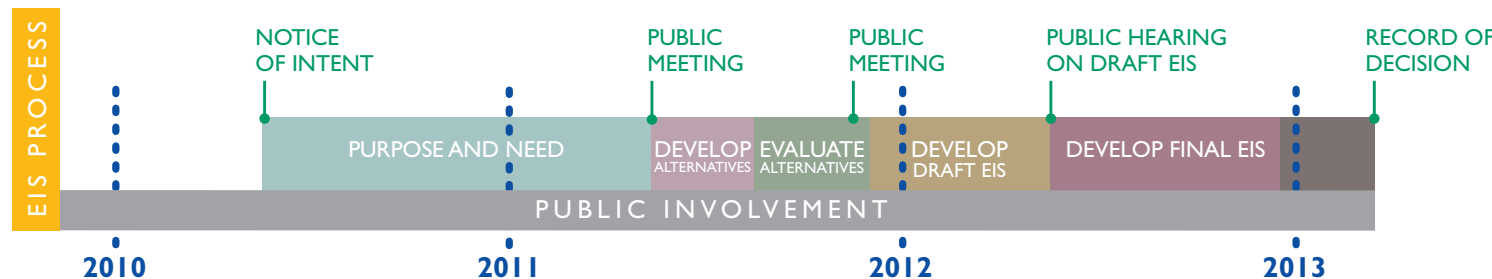 EIS PROCESS
NOTICE
OF INTENT
PUBLIC
MEETING
PUBLIC
MEETING
PUBLIC HEARING
ON DRAFT EIS
RECORD OF
DECISION
PURPOSE AND NEED
DEVELOP
ALTERNATIVES
EVALUATE
ALTERNATIVES
DEVELOP
DRAFT EIS
DEVELOP FINAL EIS
PUBLIC INVOLVEMENT
2010
2011
2012
2013